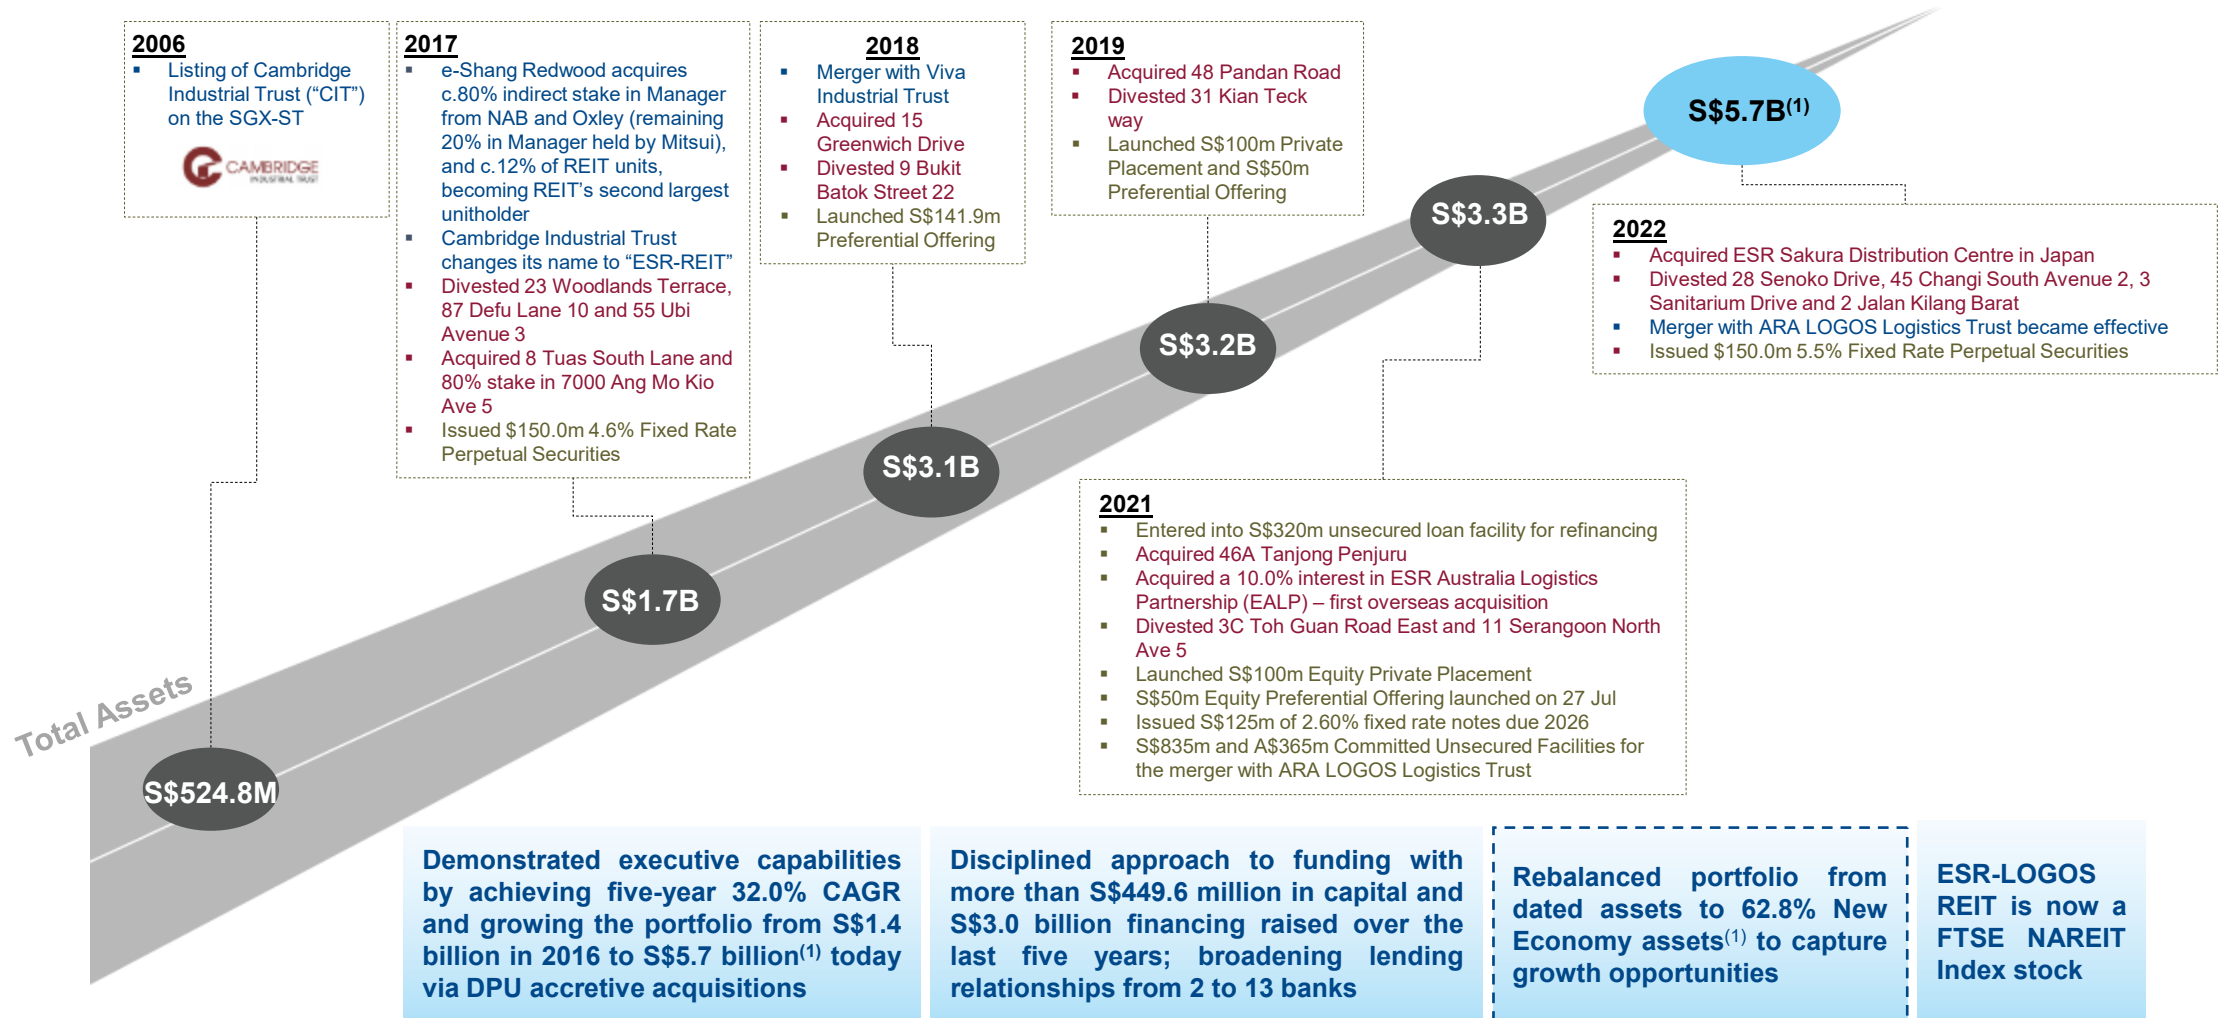 2006
▪ Listing of Cambridge
Industrial Trust (“CIT”)
on the SGX-ST
CAMBRIDGE
INDUSTRIAL TRUST
2017
▪ e-Shang Redwood acquires
c.80% indirect stake in Manager
from NAB and Oxley (remaining
20% in Manager held by Mitsui),
and c.12% of REIT units,
becoming REIT’s second largest
unitholder
▪ Cambridge Industrial Trust
changes its name to “ESR-REIT”
▪ Divested 23 Woodlands Terrace,
87 Defu Lane 10 and 55 Ubi
Avenue 3
▪ Acquired 8 Tuas South Lane and
80% stake in 7000 Ang Mo Kio
Ave 5
▪ Issued $150.0m 4.6% Fixed Rate
Perpetual Securities
2018
▪ Merger with Viva
Industrial Trust
▪ Acquired 15
Greenwich Drive
▪ Divested 9 Bukit
Batok Street 22
▪ Launched S$141.9m
Preferential Offering
2019
▪ Acquired 48 Pandan Road
▪ Divested 31 Kian Teck
way
▪ Launched S$100m Private
Placement and S$50m
Preferential Offering
S$5.7B(1)
S$3.3B
2022
▪ Acquired ESR Sakura Distribution Centre in Japan
▪ Divested 28 Senoko Drive, 45 Changi South Avenue 2, 3
Sanitarium Drive and 2 Jalan Kilang Barat
▪ Merger with ARA LOGOS Logistics Trust became effective
▪ Issued $150.0m 5.5% Fixed Rate Perpetual Securities
S$3.2B
S$3.1B
S$1.7B
2021
▪ Entered into S$320m unsecured loan facility for refinancing
▪ Acquired 46A Tanjong Penjuru
▪ Acquired a 10.0% interest in ESR Australia Logistics
Partnership (EALP) – first overseas acquisition
▪ Divested 3C Toh Guan Road East and 11 Serangoon North
Ave 5
▪ Launched S$100m Equity Private Placement
▪ S$50m Equity Preferential Offering launched on 27 Jul
▪ Issued S$125m of 2.60% fixed rate notes due 2026
▪ S$835m and A$365m Committed Unsecured Facilities for
the merger with ARA LOGOS Logistics Trust
Total Assets
S$524.8M
Demonstrated executive capabilities
by achieving five-year 32.0% CAGR
and growing the portfolio from S$1.4
billion in 2016 to S$5.7 billion(1) today
via DPU accretive acquisitions
Disciplined approach to funding with
more than S$449.6 million in capital and
S$3.0 billion financing raised over the
last five years; broadening lending
relationships from 2 to 13 banks
Rebalanced portfolio from
dated assets to 62.8% New
Economy assets(1) to capture
growth opportunities
ESR-LOGOS
REIT is now a
FTSE NAREIT
Index stock